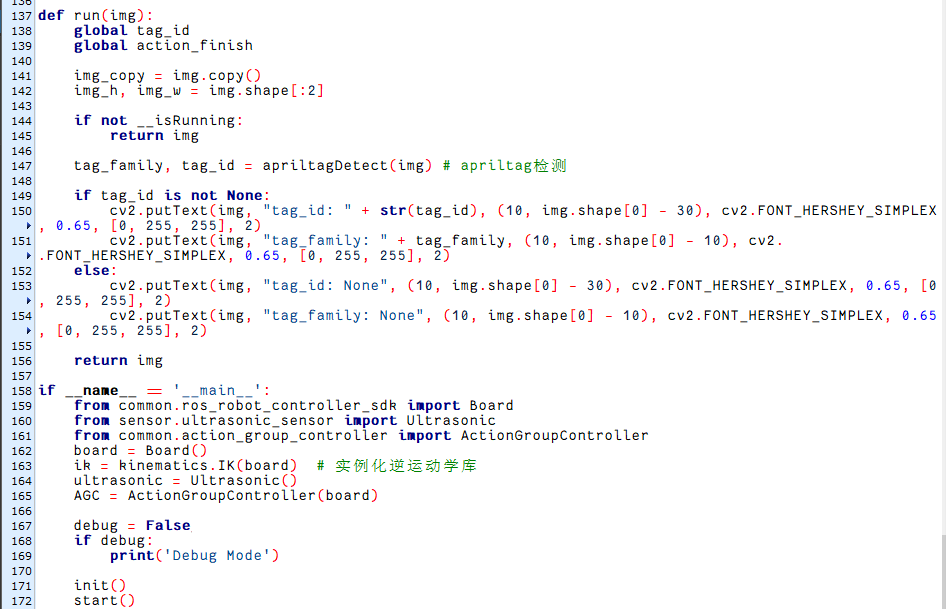 136
137 def run(img):
138     global tag_id
139     global action_finish
140
141     img_copy = img.copy()
142     img_h, img_w = img.shape[:2]
143
144     if not __isRunning:
145         return img
146
147     tag_family, tag_id = apriltagDetect(img) # apriltag检测
148
149     if tag_id is not None:
150         cv2.putText(img, "tag_id: " + str(tag_id), (10, img.shape[0] - 30), cv2.FONT_HERSHEY_SIMPLEX
, 0.65, [0, 255, 255], 2)
151         cv2.putText(img, "tag_family: " + tag_family, (10, img.shape[0] - 10), cv2.
.FONT_HERSHEY_SIMPLEX, 0.65, [0, 255, 255], 2)
152     else:
153         cv2.putText(img, "tag_id: None", (10, img.shape[0] - 30), cv2.FONT_HERSHEY_SIMPLEX, 0.65, [0
, 255, 255], 2)
154         cv2.putText(img, "tag_family: None", (10, img.shape[0] - 10), cv2.FONT_HERSHEY_SIMPLEX, 0.65
, [0, 255, 255], 2)
155
156     return img
157
158 if __name__ == '__main__':
159     from common.ros_robot_controller_sdk import Board
160     from sensor.ultrasonic_sensor import Ultrasonic
161     from common.action_group_controller import ActionGroupController
162     board = Board()
163     ik = kinematics.IK(board)  # 实例化逆运动学库
164     ultrasonic = Ultrasonic()
165     AGC = ActionGroupController(board)
166
167     debug = False
168     if debug:
169         print('Debug Mode')
170
171     init()
172     start()